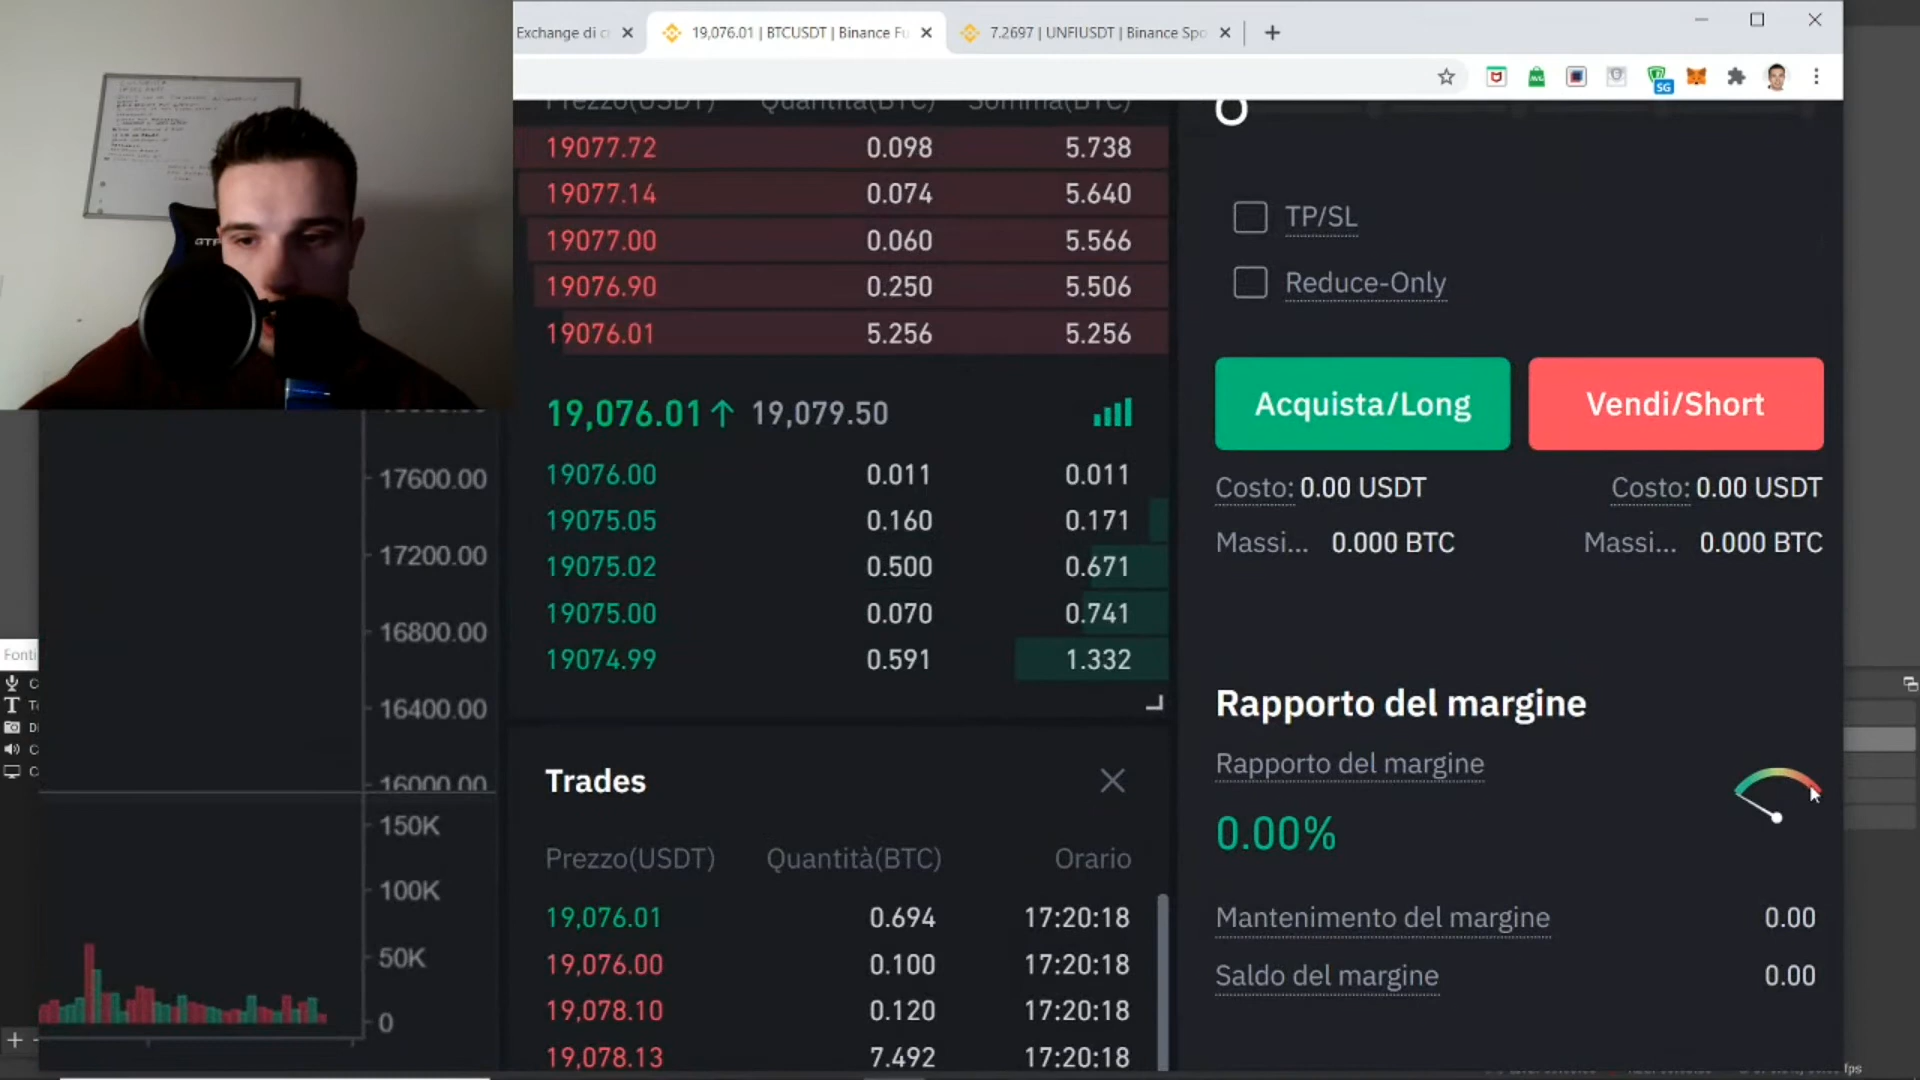 Exchange di c
19,076.01 | BTCUSDT | Binance Fu
7.2697 | UNFIUSDT | Binance Spo
SG
GTP
Prezzo(USDT) Quantità(BTC) Somma(BTC)
19077.72 0.098 5.738
19077.14 0.074 5.640
19077.00 0.060 5.566
19076.90 0.250 5.506
19076.01 5.256 5.256
19,076.01↑ 19,079.50
19076.00 0.011 0.011
19075.05 0.160 0.171
19075.02 0.500 0.671
19075.00 0.070 0.741
19074.99 0.591 1.332
Trades
Prezzo(USDT) Quantità(BTC) Orario
19,076.01 0.694 17:20:18
19,076.00 0.100 17:20:18
19,078.10 0.120 17:20:18
19,078.13 7.492 17:20:18
TP/SL
Reduce-Only
Acquista/Long Vendi/Short
Costo: 0.00 USDT Costo: 0.00 USDT
Massi... 0.000 BTC Massi... 0.000 BTC
Rapporto del margine
Rapporto del margine
0.00%
Mantenimento del margine 0.00
Saldo del margine 0.00
17600.00
17200.00
16800.00
16400.00
16000.00
150K
100K
50K
0
Fonti
fps